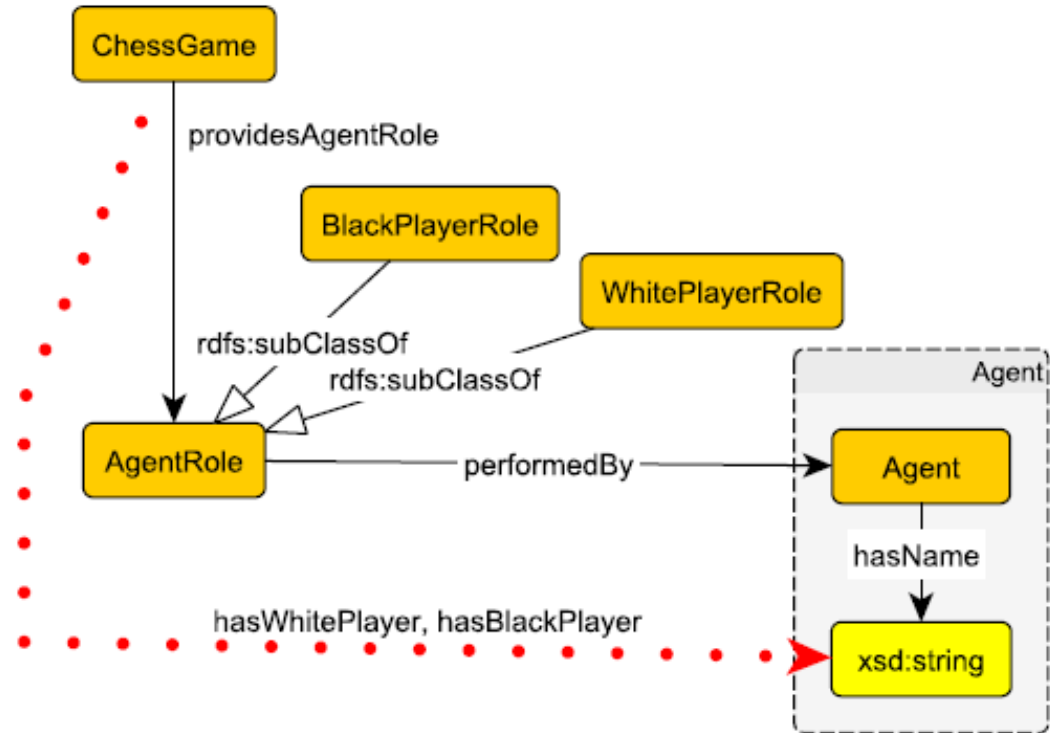 ChessGame
providesAgentRole
BlackPlayerRole
WhitePlayerRole
rdfs:subClassOf
rdfs:subClassOf
Agent
AgentRole
performedBy
Agent
hasName
hasWhitePlayer, hasBlackPlayer
xsd:string